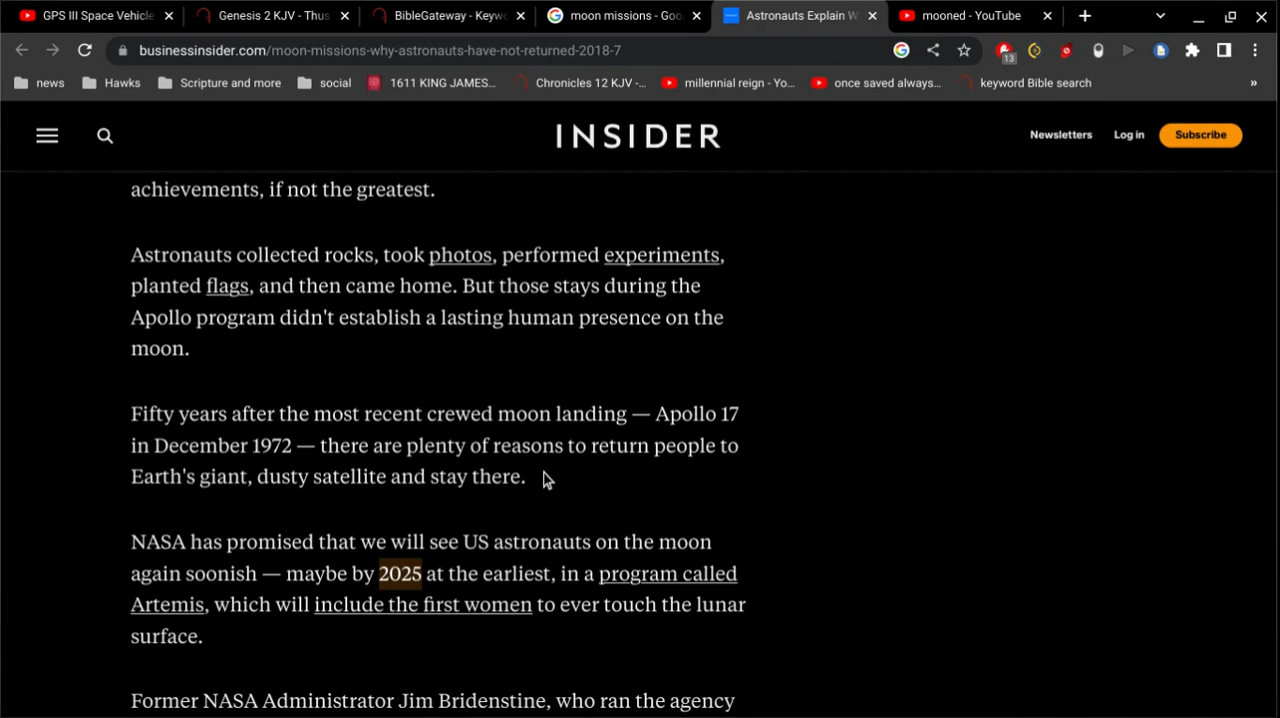 GPS III Space Vehicle
Genesis 2 KJV - Thus
BibleGateway - Keyw
moon missions - Goo
Astronauts Explain W
mooned - YouTube
businessinsider.com/moon-missions-why-astronauts-have-not-returned-2018-7
13
news
Hawks
Scripture and more
social
1611 KING JAMES...
Chronicles 12 KJV -...
millennial reign - Yo...
once saved always...
keyword Bible search
»
INSIDER
Newsletters
Log in
Subscribe
achievements, if not the greatest.
Astronauts collected rocks, took photos, performed experiments,
planted flags, and then came home. But those stays during the
Apollo program didn't establish a lasting human presence on the
moon.
Fifty years after the most recent crewed moon landing — Apollo 17
in December 1972 — there are plenty of reasons to return people to
Earth's giant, dusty satellite and stay there.
NASA has promised that we will see US astronauts on the moon
again soonish — maybe by 2025 at the earliest, in a program called
Artemis, which will include the first women to ever touch the lunar
surface.
Former NASA Administrator Jim Bridenstine, who ran the agency